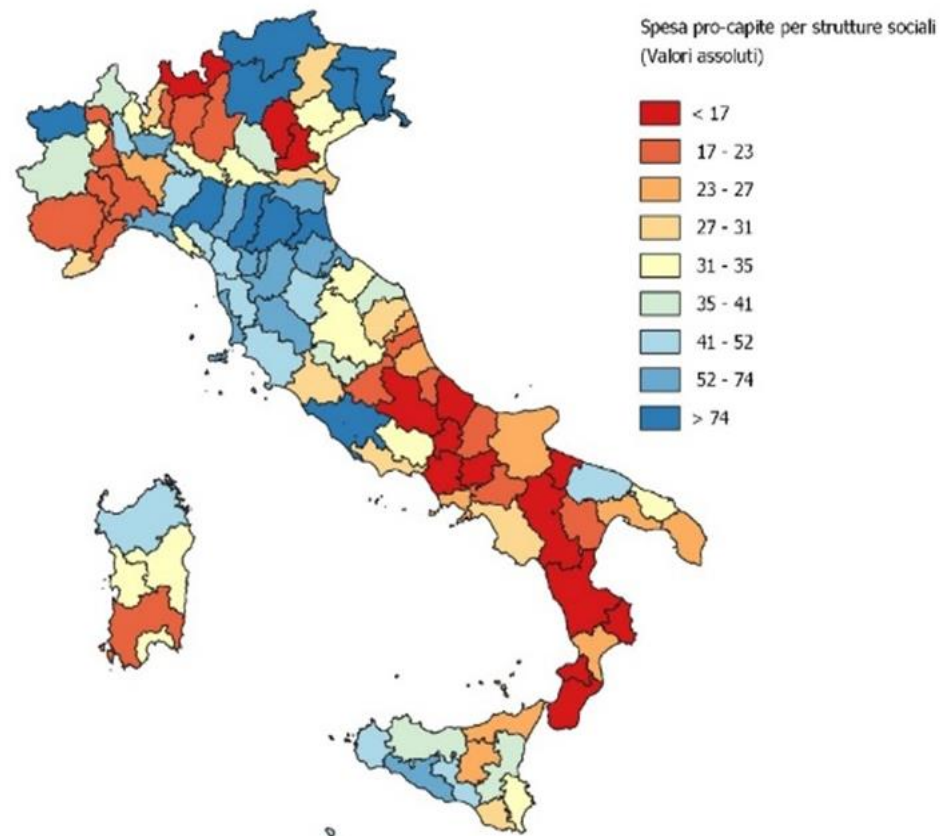 Spesa pro-capite per strutture sociali
(Valori assoluti)
< 17
17 - 23
23 - 27
27 - 31
31 - 35
35 - 41
41 - 52
52 - 74
> 74